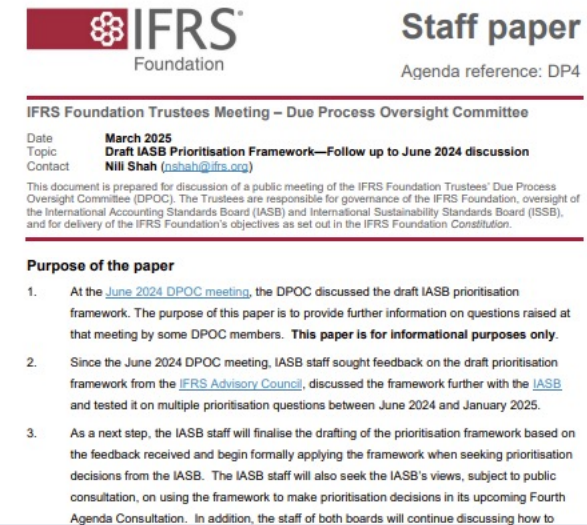 IFRS®
Foundation
Staff paper
Agenda reference: DP4
IFRS Foundation Trustees Meeting – Due Process Oversight Committee
Date March 2025
Topic Draft IASB Prioritisation Framework—Follow up to June 2024 discussion
Contact Nili Shah (nshah@ifrs.org)
This document is prepared for discussion of a public meeting of the IFRS Foundation Trustees' Due Process
Oversight Committee (DPOC). The Trustees are responsible for governance of the IFRS Foundation, oversight of
the International Accounting Standards Board (IASB) and International Sustainability Standards Board (ISSB),
and for delivery of the IFRS Foundation's objectives as set out in the IFRS Foundation Constitution.
Purpose of the paper
1. At the June 2024 DPOC meeting, the DPOC discussed the draft IASB prioritisation
framework. The purpose of this paper is to provide further information on questions raised at
that meeting by some DPOC members. This paper is for informational purposes only.
2. Since the June 2024 DPOC meeting, IASB staff sought feedback on the draft prioritisation
framework from the IFRS Advisory Council, discussed the framework further with the IASB
and tested it on multiple prioritisation questions between June 2024 and January 2025.
3. As a next step, the IASB staff will finalise the drafting of the prioritisation framework based on
the feedback received and begin formally applying the framework when seeking prioritisation
decisions from the IASB. The IASB staff will also seek the IASB's views, subject to public
consultation, on using the framework to make prioritisation decisions in its upcoming Fourth
Agenda Consultation. In addition, the staff of both boards will continue discussing how to